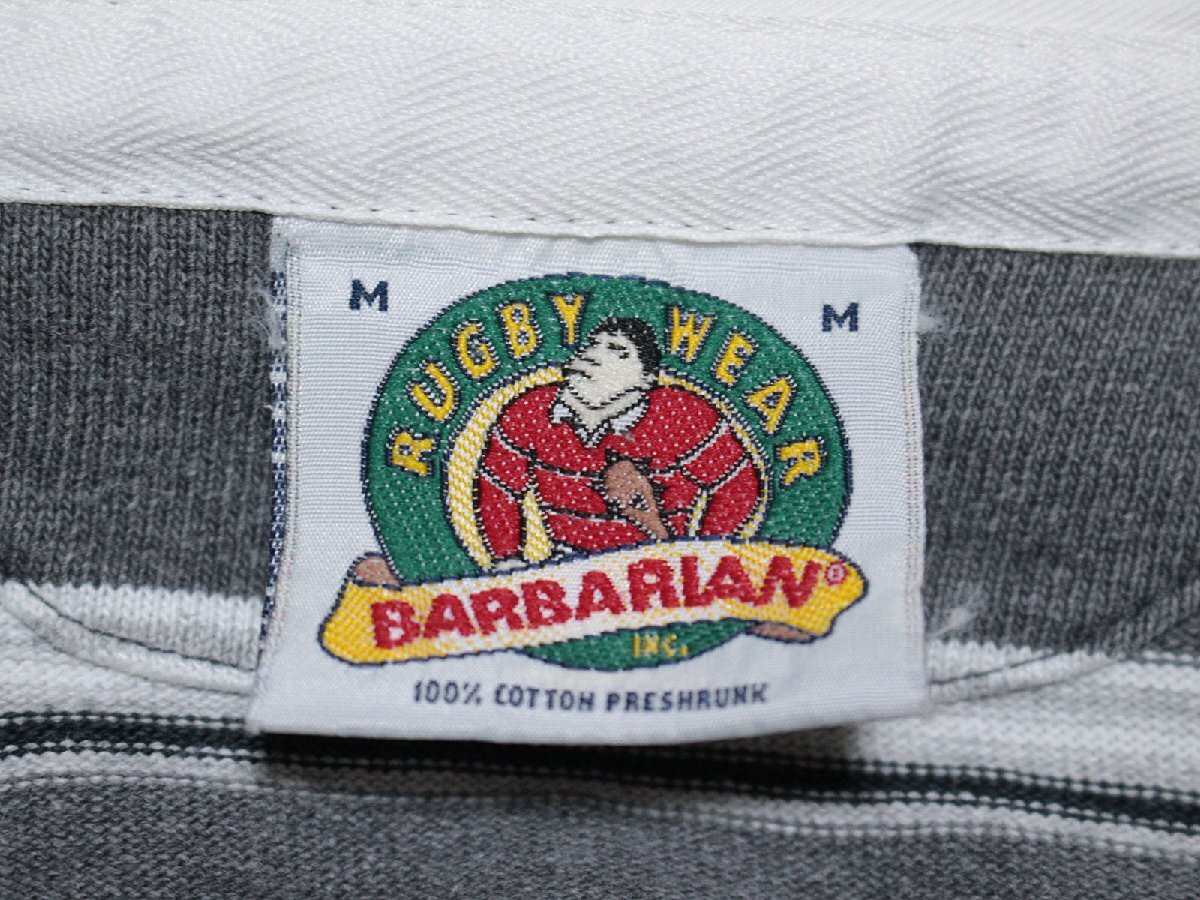 M M
RUGBY WEAR
BARBARIAN®
INC.
100% COTTON PRESHRUNK